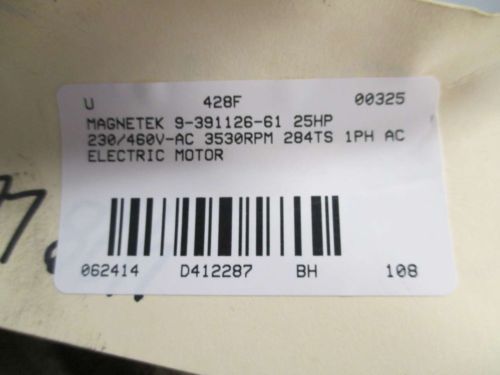 U 428F 00325
MAGNETEK 9-391126-61 25HP
230/460V-AC 3530RPM 284TS 1PH AC
ELECTRIC MOTOR
062414 D412287 BH 108